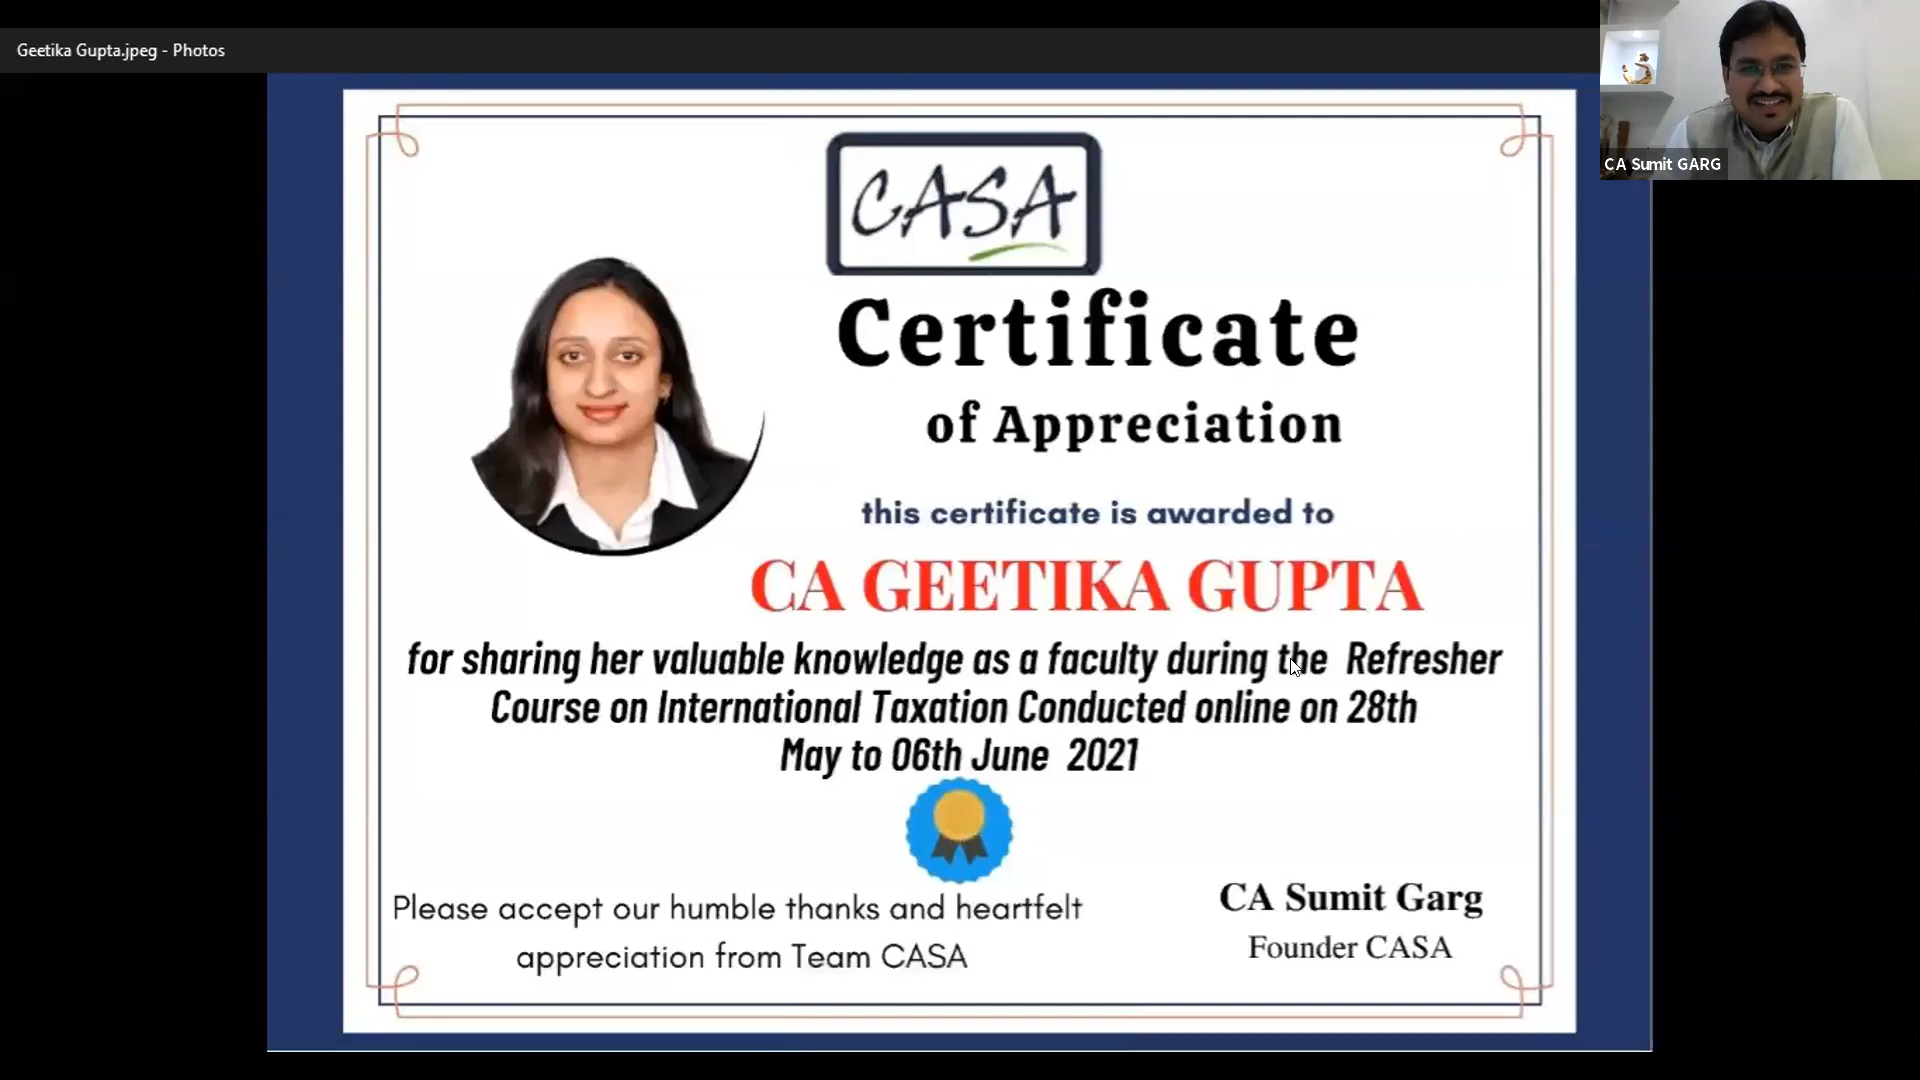 Geetika Gupta.jpeg - Photos
CA Sumit GARG
CASA
Certificate
of Appreciation
this certificate is awarded to
CA GEETIKA GUPTA
for sharing her valuable knowledge as a faculty during the Refresher
Course on International Taxation Conducted online on 28th
May to 06th June 2021
Please accept our humble thanks and heartfelt
appreciation from Team CASA
CA Sumit Garg
Founder CASA